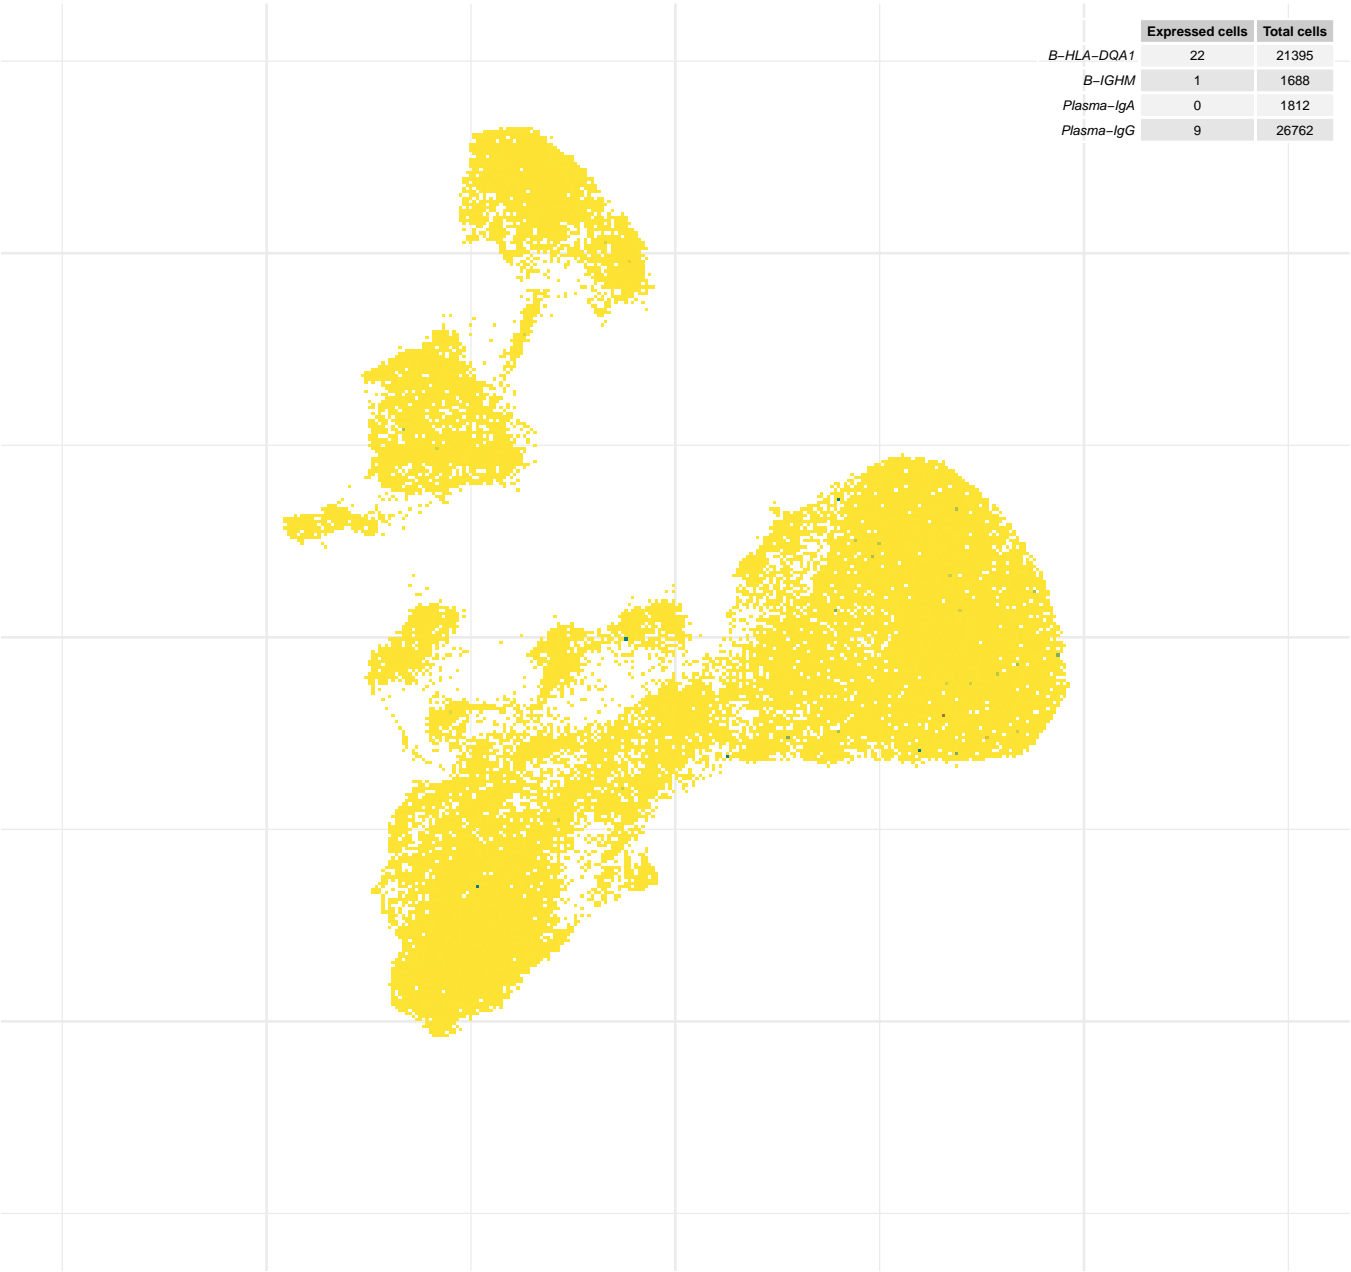 Expressed cells Total cells
B−HLA−DQA1 22 21395
B−IGHM 1 1688
Plasma−IgA 0 1812
Plasma−IgG 9 26762